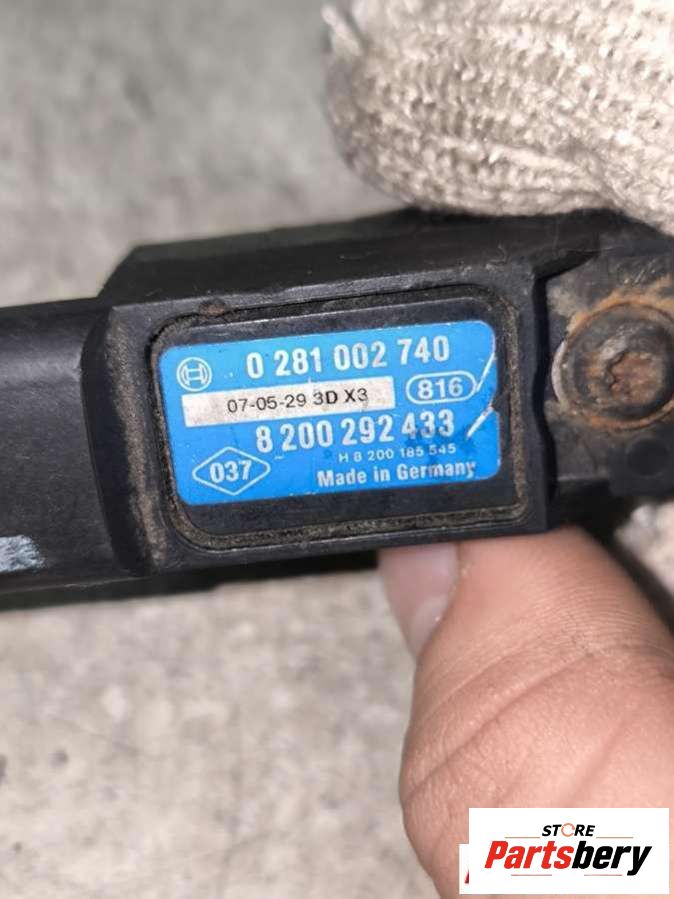 0 281 002 740
07-05-29 3D X3
816
8 200 292 433
H 8 200 185 545
037
Made in Germany
STORE
Partsbery